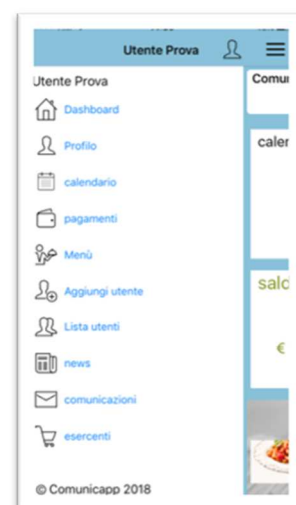 Utente Prova
Utente Prova
Dashboard
Profilo
calendario
pagamenti
Menù
Aggiungi utente
Lista utenti
news
comunicazioni
esercenti
© Comunicapp 2018
Comu
caler
sald
€